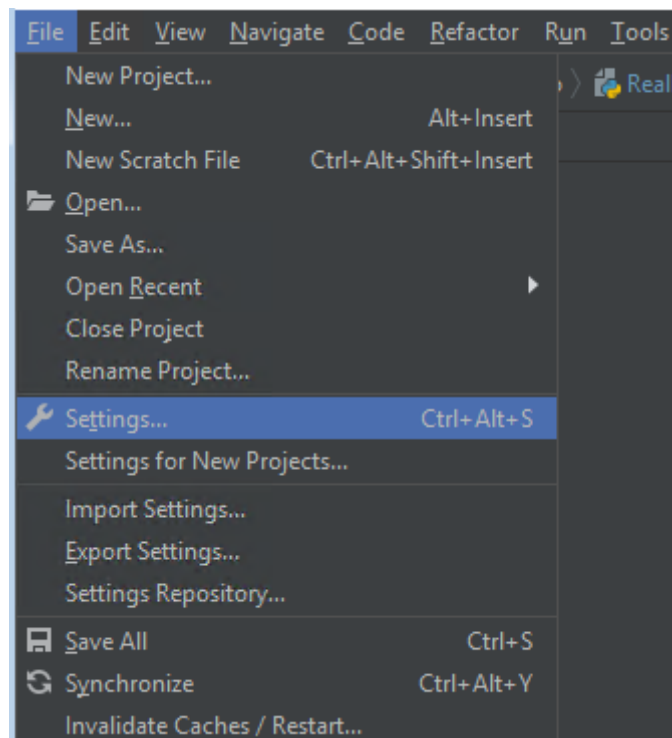 File Edit View Navigate Code Refactor Run Tools
New Project...
Real
New... Alt+Insert
New Scratch File Ctrl+Alt+Shift+Insert
Open...
Save As...
Open Recent
Close Project
Rename Project...
Settings... Ctrl+Alt+S
Settings for New Projects...
Import Settings...
Export Settings...
Settings Repository...
Save All Ctrl+S
Synchronize Ctrl+Alt+Y
Invalidate Caches / Restart...